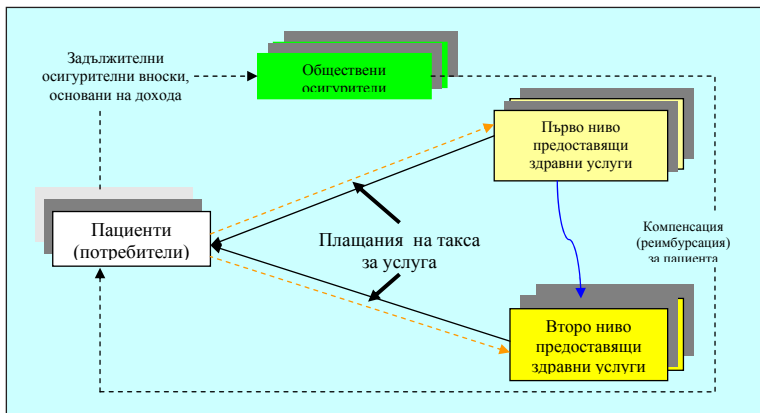 Задължителни
осигурителни вноски,
основани на дохода
Обществени
осигурители
Първо ниво
предоставящи
здравни услуги
Пациенти
(потребители)
Плащания на такса
за услуга
Компенсация
(реимбурсация)
за пациента
Второ ниво
предоставящи
здравни услуги